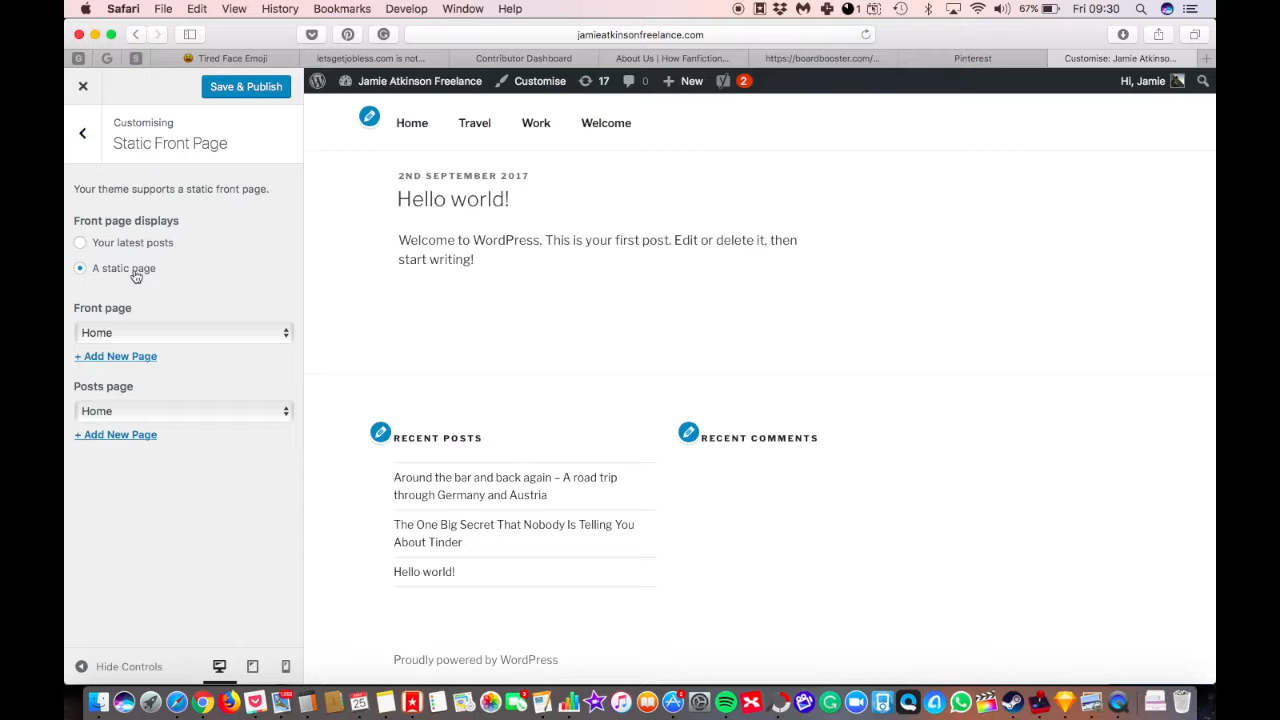 Safari File Edit View History Bookmarks Develop Window Help 1 67% Fri 09:30
jamieatkinsonfreelance.com
Tired Face Emoji letsgetjobless.com is not... Contributor Dashboard About Us | How Fanfiction... https://boardbooster.com/... Pinterest Customise: Jamie Atkinso...
Save & Publish
Jamie Atkinson Freelance Customise 17 0 New 2 Hi, Jamie
Customising
Static Front Page
Home Travel Work Welcome
Your theme supports a static front page.
Front page displays
Your latest posts
A static page
Front page
Home
+ Add New Page
Posts page
Home
+ Add New Page
2ND SEPTEMBER 2017
Hello world!
Welcome to WordPress. This is your first post. Edit or delete it, then
start writing!
RECENT POSTS
Around the bar and back again – A road trip
through Germany and Austria
The One Big Secret That Nobody Is Telling You
About Tinder
Hello world!
RECENT COMMENTS
Proudly powered by WordPress
Hide Controls